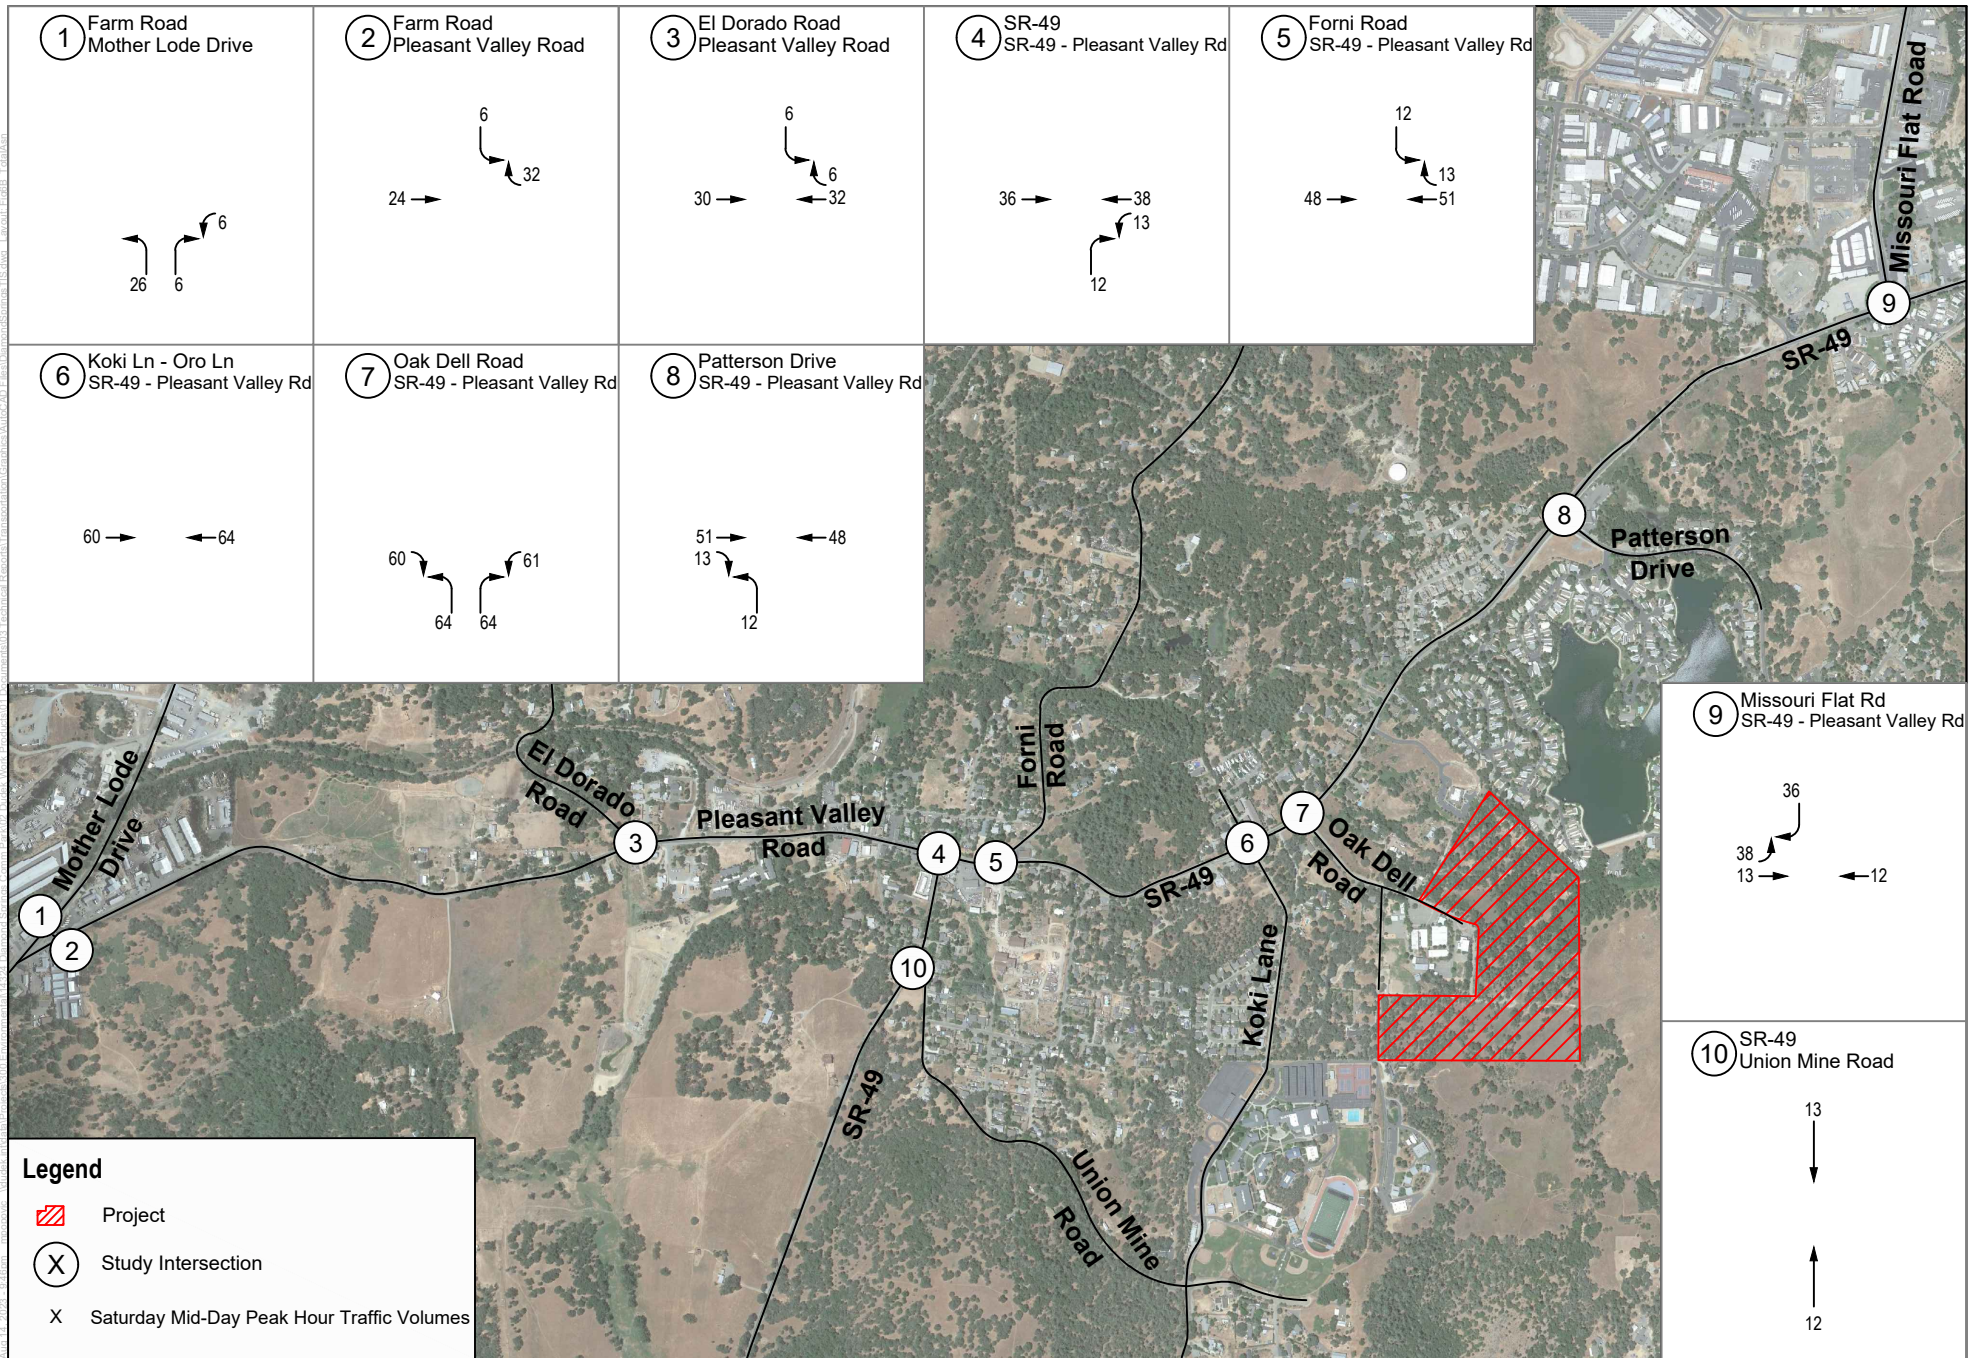 1
Farm Road
Mother Lode Drive
6
26
6
2
Farm Road
Pleasant Valley Road
6
32
24
3
El Dorado Road
Pleasant Valley Road
6
6
30
32
4
SR-49
SR-49 - Pleasant Valley Rd
36
38
13
12
5
Forni Road
SR-49 - Pleasant Valley Rd
12
13
48
51
6
Koki Ln - Oro Ln
SR-49 - Pleasant Valley Rd
60
64
7
Oak Dell Road
SR-49 - Pleasant Valley Rd
60
61
64
64
8
Patterson Drive
SR-49 - Pleasant Valley Rd
51
48
13
12
9
Missouri Flat Rd
SR-49 - Pleasant Valley Rd
36
38
13
12
10
SR-49
Union Mine Road
13
12
Missouri Flat Road
9
SR-49
8
Patterson
Drive
Forni
Road
7
Oak Dell
Road
6
SR-49
Koki Lane
El Dorado
Road
3
Pleasant Valley
Road
4
5
Mother Lode
Drive
1
2
10
SR-49
Union Mine
Road
Legend
Project
X
Study Intersection
X
Saturday Mid-Day Peak Hour Traffic Volumes